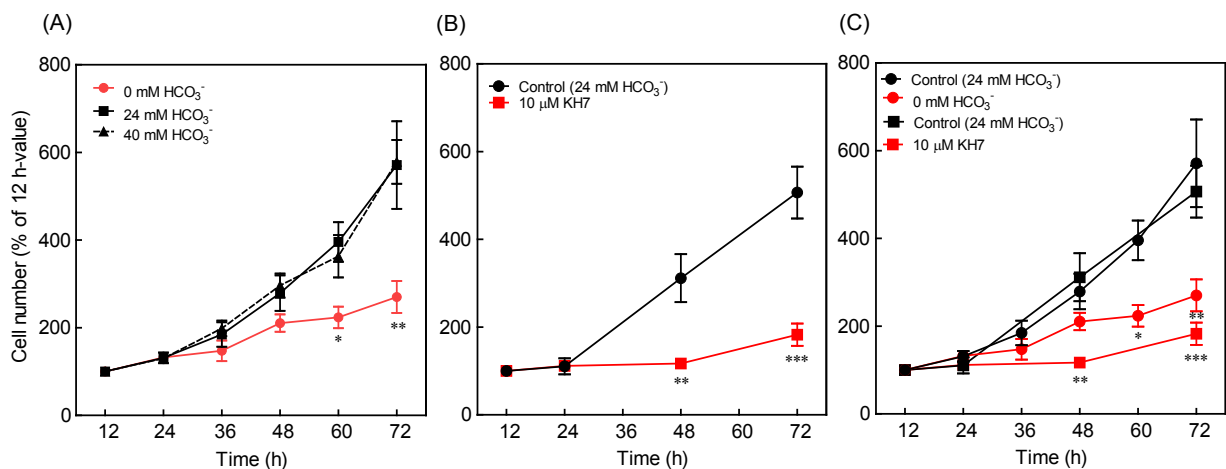 (A)
Cell number (% of 12 h-value)
800
600
400
200
0
0 mM HCO₃⁻
24 mM HCO₃⁻
40 mM HCO₃⁻
*
**
12 24 36 48 60 72
Time (h)
(B)
800
600
400
200
0
Control (24 mM HCO₃⁻)
10 μM KH7
**
***
12 24 36 48 60 72
Time (h)
(C)
800
600
400
200
0
Control (24 mM HCO₃⁻)
0 mM HCO₃⁻
Control (24 mM HCO₃⁻)
10 μM KH7
**
*
**
***
12 24 36 48 60 72
Time (h)